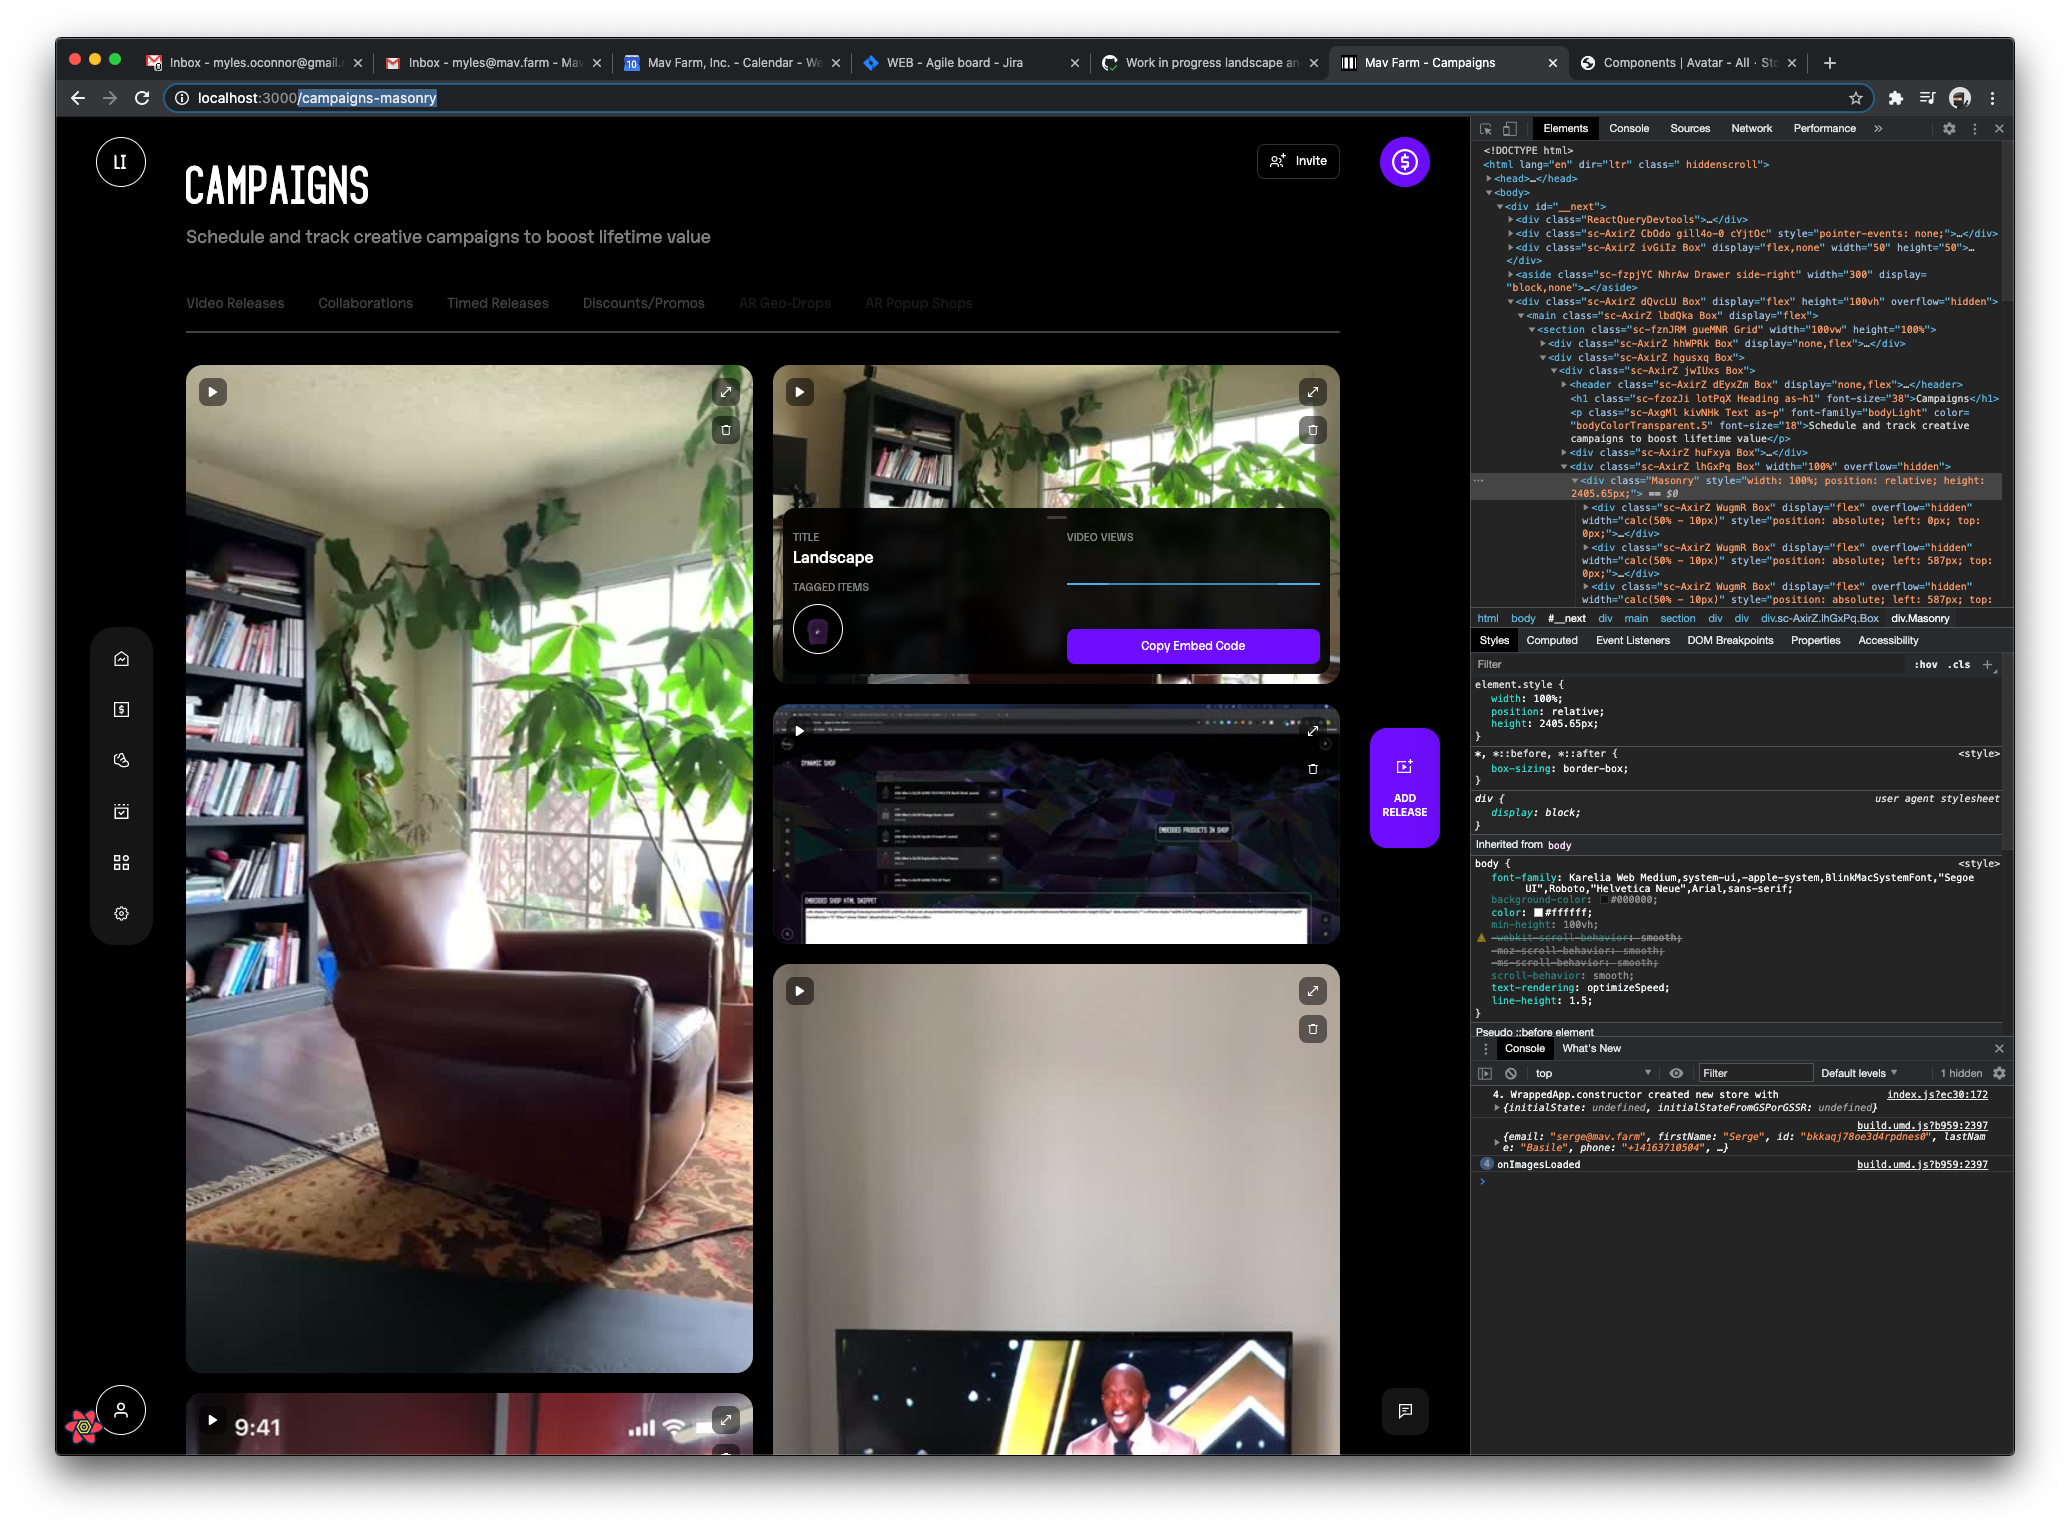 Inbox - myles.oconnor@gmail.
Inbox - myles@mav.farm - Mav
Mav Farm, Inc. - Calendar - We
WEB - Agile board - Jira
Work in progress landscape an
Mav Farm - Campaigns
Components | Avatar - All · Sto
localhost:3000/campaigns-masonry
LI
CAMPAIGNS
Invite
Schedule and track creative campaigns to boost lifetime value
Video Releases
Collaborations
Timed Releases
Discounts/Promos
AR Geo-Drops
AR Popup Shops
TITLE
Landscape
TAGGED ITEMS
VIDEO VIEWS
Copy Embed Code
DYNAMIC SHOP
EMBEDDED PRODUCTS IN SHOP
EMBEDDED SHOP HTML SNIPPET
ADD
RELEASE
9:41
Elements
Console
Sources
Network
Performance
<!DOCTYPE html>
<html lang="en" dir="ltr" class=" hiddenscroll">
<head>…</head>
<body>
<div id="__next">
<div class="ReactQueryDevtools">…</div>
<div class="sc-AxirZ CbOdo gill4o-0 cYjtOc" style="pointer-events: none;">…</div>
<div class="sc-AxirZ ivGiIz Box" display="flex,none" width="50" height="50">…
</div>
<aside class="sc-fzpjYC NhrAw Drawer side-right" width="300" display=
"block,none">…</aside>
<div class="sc-AxirZ dQvcLU Box" display="flex" height="100vh" overflow="hidden">
<main class="sc-AxirZ lbdQka Box" display="flex">
<section class="sc-fznJRM gueMNR Grid" width="100vw" height="100%">
<div class="sc-AxirZ hhWPRk Box" display="none,flex">…</div>
<div class="sc-AxirZ hgusxq Box">
<div class="sc-AxirZ jwIUxs Box">
<header class="sc-AxirZ dEyxZm Box" display="none,flex">…</header>
<h1 class="sc-fzozJi lotPqX Heading as-h1" font-size="38">Campaigns</h1>
<p class="sc-AxgMl kivNHk Text as-p" font-family="bodyLight" color=
"bodyColorTransparent.5" font-size="18">Schedule and track creative
campaigns to boost lifetime value</p>
<div class="sc-AxirZ huFxya Box">…</div>
<div class="sc-AxirZ lhGxPq Box" width="100%" overflow="hidden">
<div class="Masonry" style="width: 100%; position: relative; height:
2405.65px;"> == $0
<div class="sc-AxirZ WugmR Box" display="flex" overflow="hidden"
width="calc(50% - 10px)" style="position: absolute; left: 0px; top:
0px;">…</div>
<div class="sc-AxirZ WugmR Box" display="flex" overflow="hidden"
width="calc(50% - 10px)" style="position: absolute; left: 587px; top:
0px;">…</div>
<div class="sc-AxirZ WugmR Box" display="flex" overflow="hidden"
width="calc(50% - 10px)" style="position: absolute; left: 587px; top:
html body #__next div main section div div div.sc-AxirZ.lhGxPq.Box div.Masonry
Styles
Computed
Event Listeners
DOM Breakpoints
Properties
Accessibility
Filter
:hov .cls
element.style {
width: 100%;
position: relative;
height: 2405.65px;
}
*, *::before, *::after {
<style>
box-sizing: border-box;
}
div {
user agent stylesheet
display: block;
}
Inherited from body
body {
<style>
font-family: Karelia Web Medium,system-ui,-apple-system,BlinkMacSystemFont,"Segoe
UI",Roboto,"Helvetica Neue",Arial,sans-serif;
background-color: #000000;
color: #ffffff;
min-height: 100vh;
-webkit-scroll-behavior: smooth;
-moz-scroll-behavior: smooth;
-ms-scroll-behavior: smooth;
scroll-behavior: smooth;
text-rendering: optimizeSpeed;
line-height: 1.5;
}
Pseudo ::before element
Console
What's New
top
Filter
Default levels
1 hidden
4. WrappedApp.constructor created new store with
index.js?ec30:172
{initialState: undefined, initialStateFromGSPorGSSR: undefined}
build.umd.js?b959:2397
{email: "serge@mav.farm", firstName: "Serge", id: "bkkaqj78oe3d4rpdnes0", lastNam
e: "Basile", phone: "+14163710504", …}
4 onImagesLoaded
build.umd.js?b959:2397